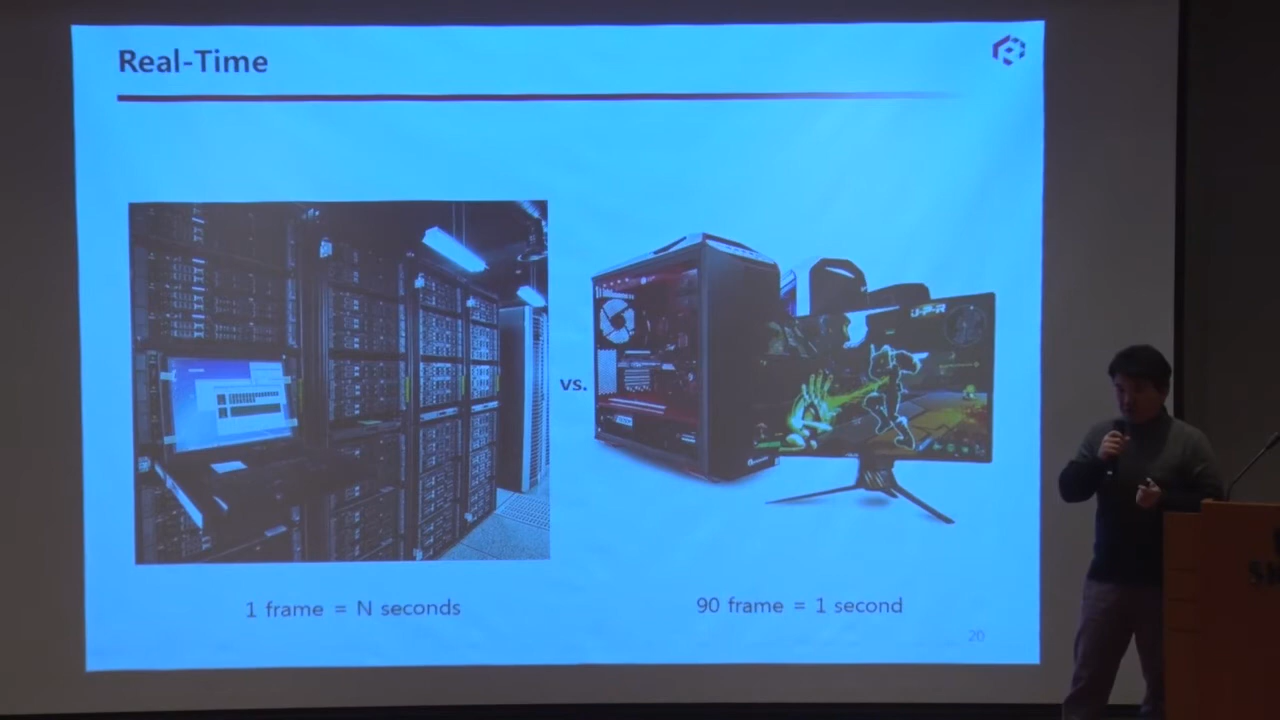 Real-Time
vs.
1 frame = N seconds
90 frame = 1 second
20